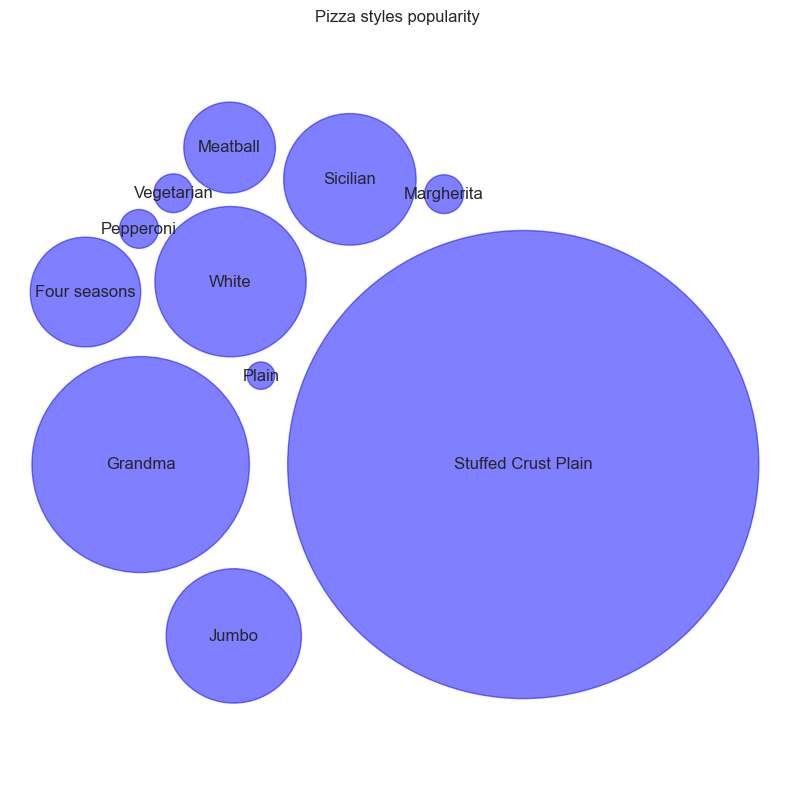 Pizza styles popularity
Meatball
Sicilian
Vegetarian
Margherita
Pepperoni
White
Four seasons
Plain
Grandma
Stuffed Crust Plain
Jumbo